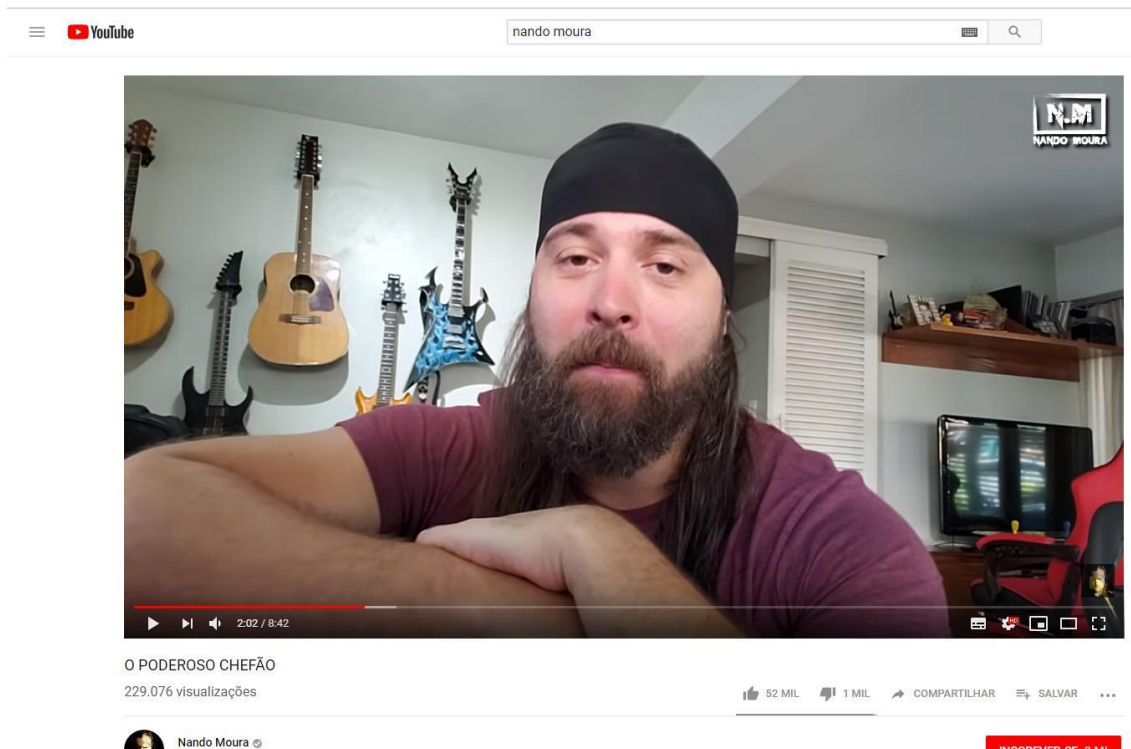 YouTube
nando moura
N.M
NANDO MOURA
2:02 / 8:42
HD
O PODEROSO CHEFÃO
229.076 visualizações
52 MIL
1 MIL
COMPARTILHAR
SALVAR
Nando Moura